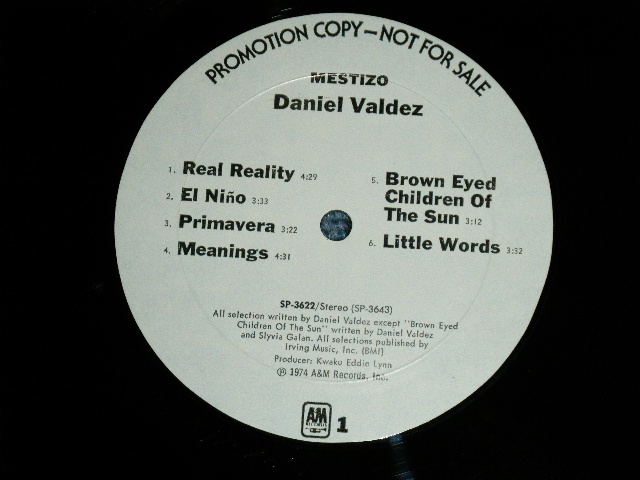 PROMOTION COPY—NOT FOR SALE
MESTIZO
Daniel Valdez
1. Real Reality 4:29
2. El Niño 3:33
3. Primavera 3:22
4. Meanings 4:31
5. Brown Eyed
Children Of
The Sun 3:12
6. Little Words 3:32
SP-3622/Stereo (SP-3643)
All selection written by Daniel Valdez except "Brown Eyed
Children Of The Sun" written by Daniel Valdez
and Slyvia Galan. All selections published by
Irving Music, Inc. (BMI)
Producer: Kwaku Eddie Lynn
℗ 1974 A&M Records, Inc.
A&M
RECORDS
1